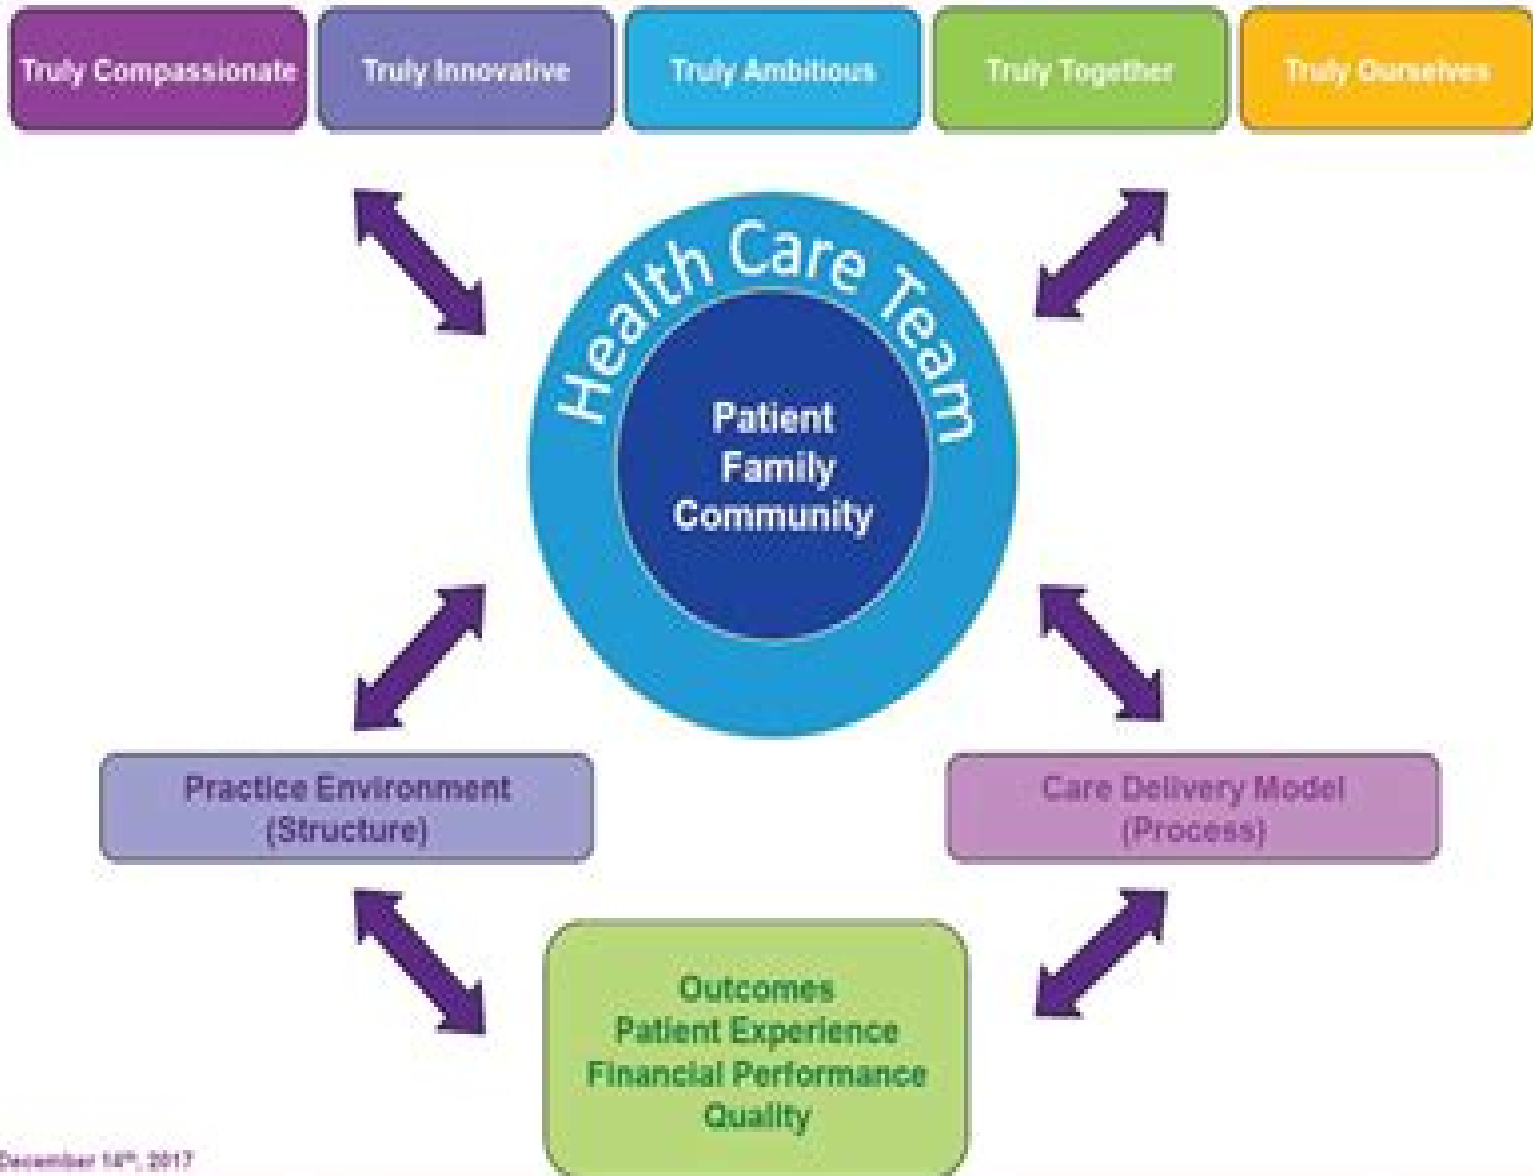 Truly Compassionate
Truly Innovative
Truly Ambitious
Truly Together
Truly Ourselves
Health Care Team
Patient
Family
Community
Practice Environment
(Structure)
Care Delivery Model
(Process)
Outcomes
Patient Experience
Financial Performance
Quality
December 14th, 2017